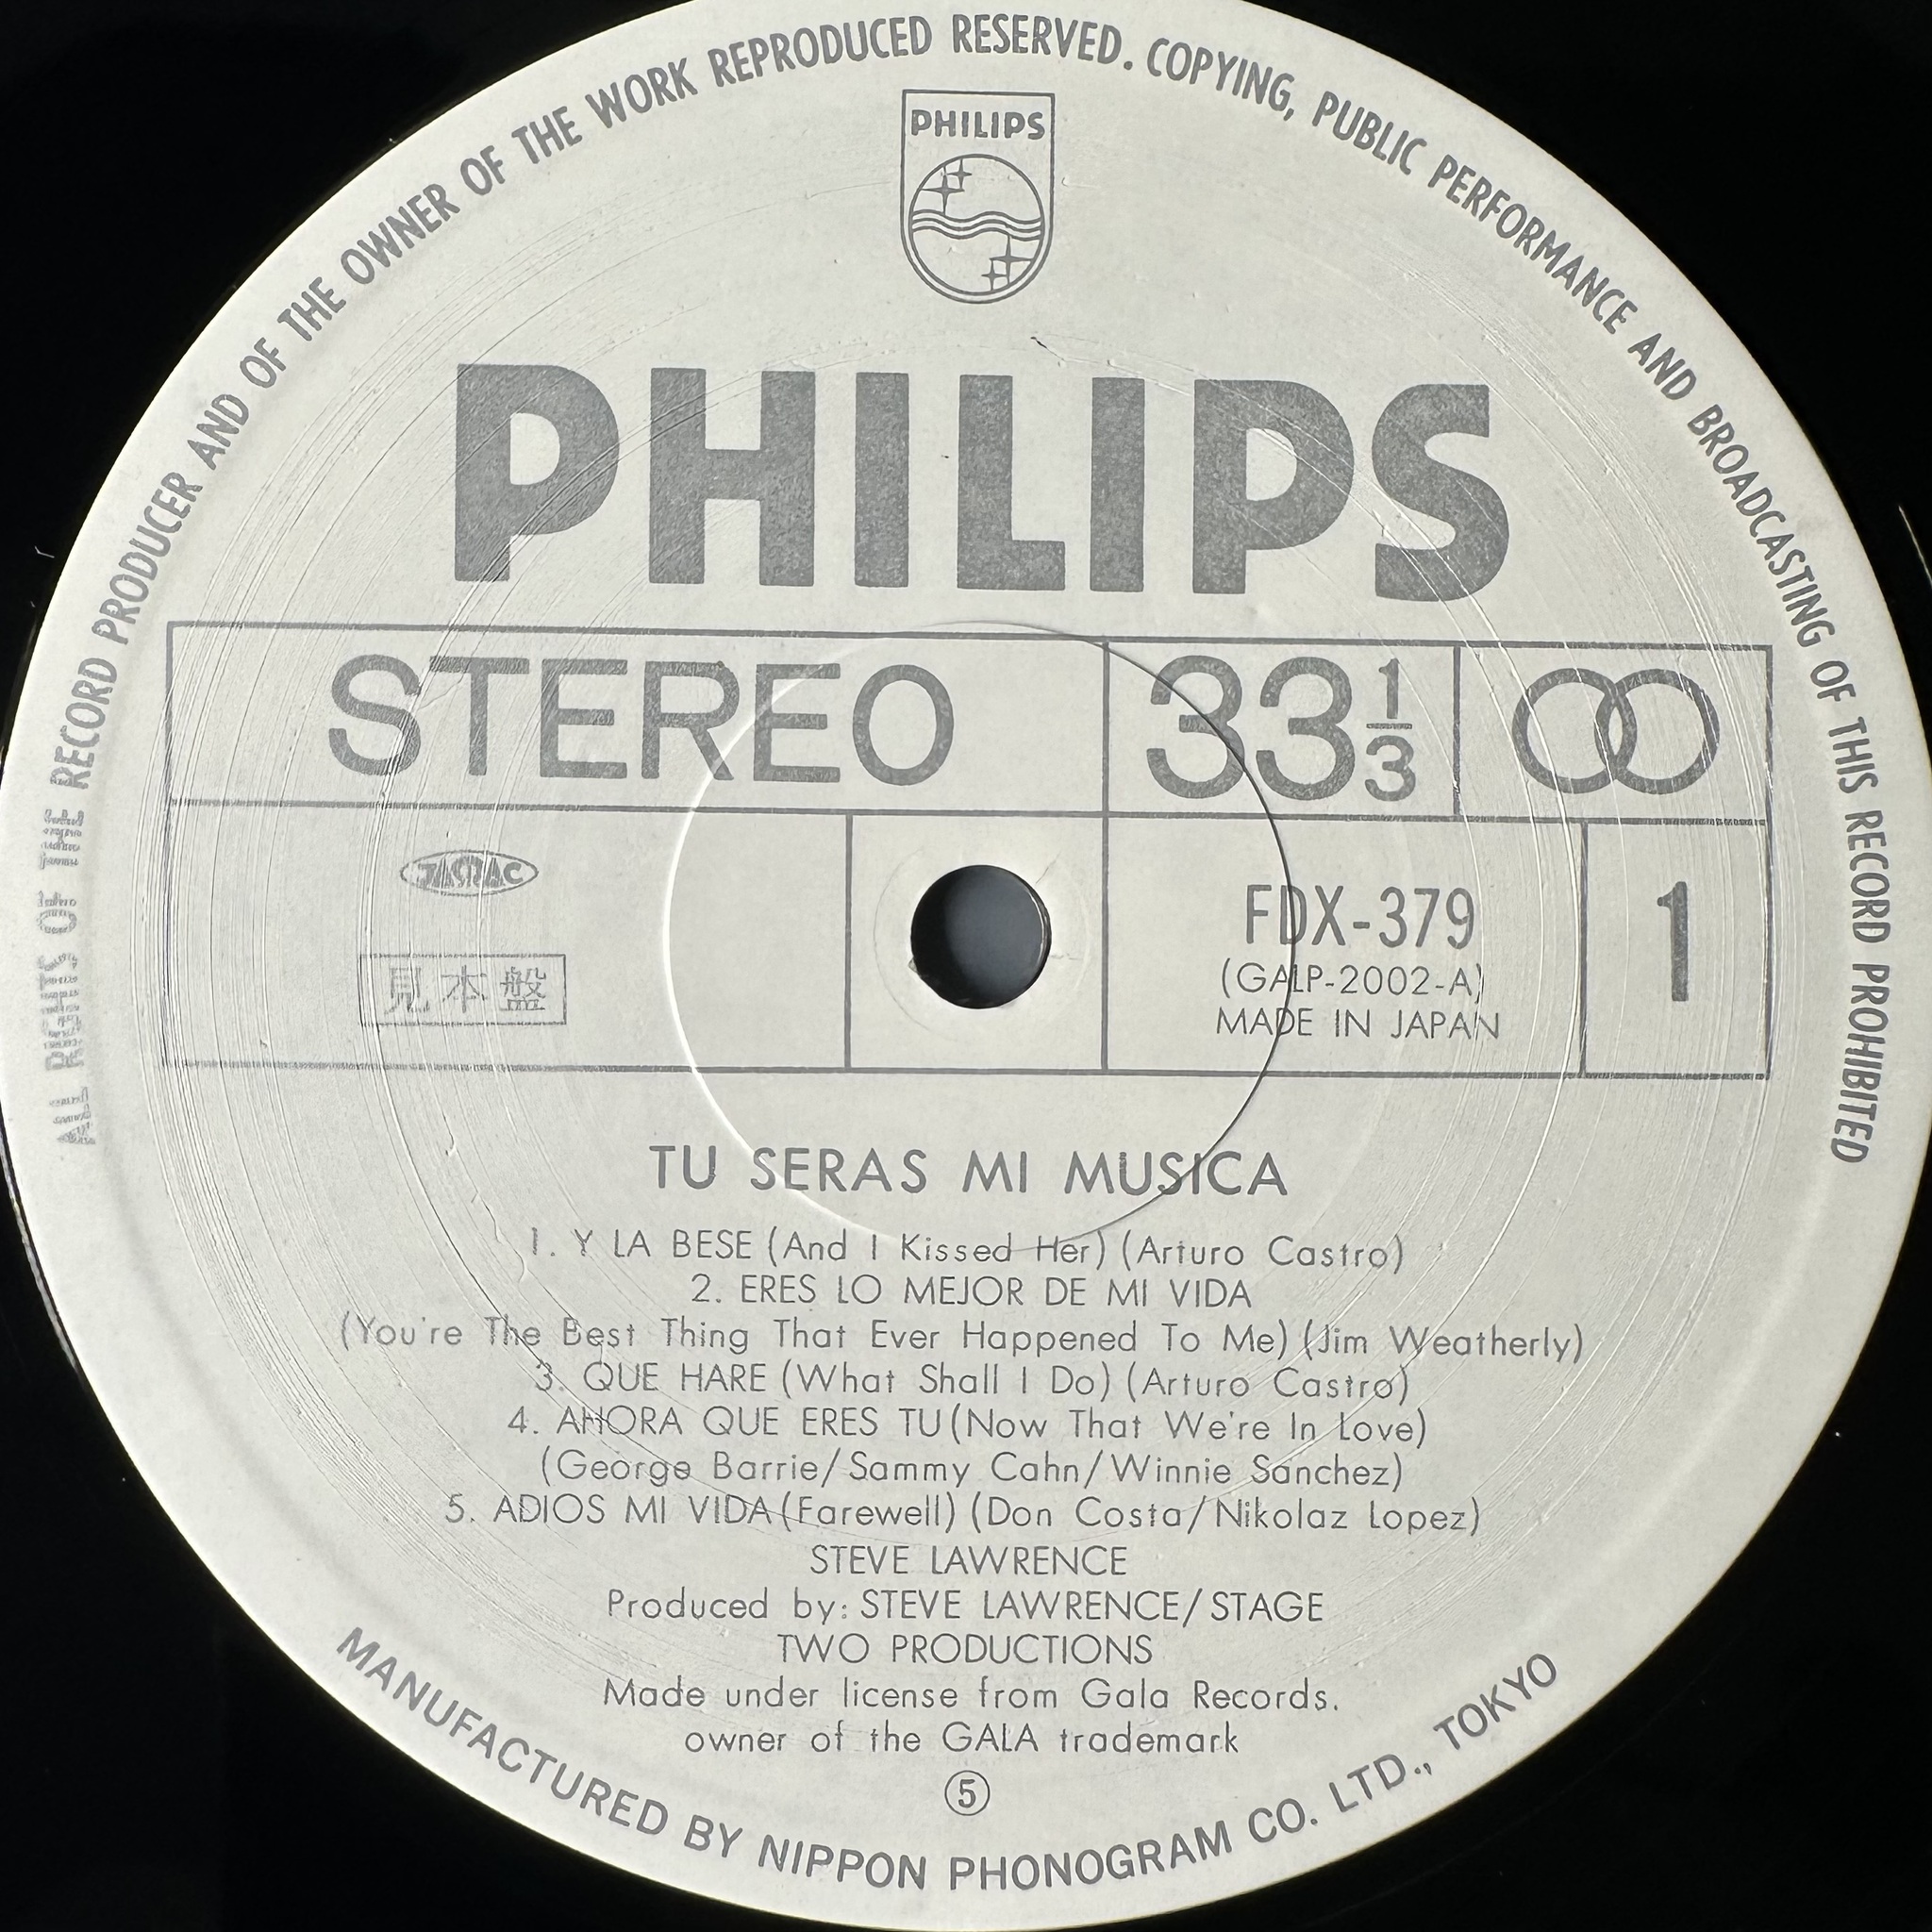 ALL RIGHTS OF THE RECORD PRODUCER AND OF THE OWNER OF THE WORK REPRODUCED RESERVED. COPYING, PUBLIC PERFORMANCE AND BROADCASTING OF THIS RECORD PROHIBITED
PHILIPS
PHILIPS
STEREO
33 1/3
JASRAC
見本盤
FDX-379
(GALP-2002-A)
MADE IN JAPAN
1
TU SERAS MI MUSICA
1. Y LA BESE (And I Kissed Her) (Arturo Castro)
2. ERES LO MEJOR DE MI VIDA
(You're The Best Thing That Ever Happened To Me) (Jim Weatherly)
3. QUE HARE (What Shall I Do) (Arturo Castro)
4. AHORA QUE ERES TU (Now That We're In Love)
(George Barrie/Sammy Cahn/Winnie Sanchez)
5. ADIOS MI VIDA (Farewell) (Don Costa/Nikolaz Lopez)
STEVE LAWRENCE
Produced by: STEVE LAWRENCE/STAGE
TWO PRODUCTIONS
Made under license from Gala Records.
owner of the GALA trademark
⑤
MANUFACTURED BY NIPPON PHONOGRAM CO. LTD., TOKYO